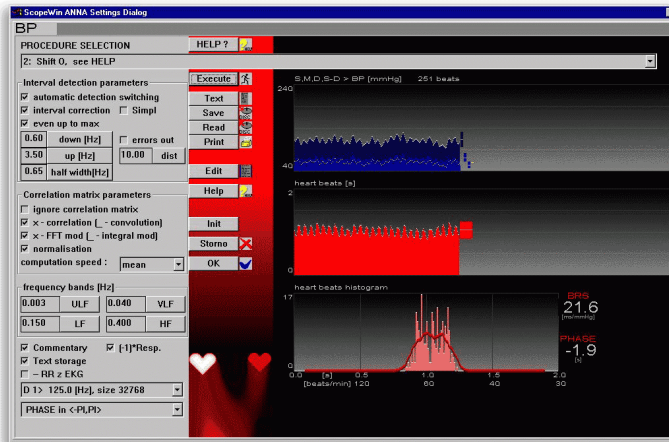 ScopeWin ANNA Settings Dialog
BP
PROCEDURE SELECTION
HELP ?
2: Shift O, see HELP
Interval detection parameters
automatic detection switching
interval correction
Simpl
even up to max
0.60 down [Hz]
errors out
3.50 up [Hz]
10.00 dist
0.65 half width[Hz]
Correlation matrix parameters
ignore correlation matrix
x - correlation (_ - convolution)
x - FFT mod (_ - integral mod)
normalisation
computation speed :
mean
frequency bands [Hz]
0.003 ULF
0.040 VLF
0.150 LF
0.400 HF
Commentary
(-1)*Resp.
Text storage
- RR z EKG
D 1> 125.0 [Hz], size 32768
PHASE in <-PI,PI>
Execute
Text
Save
Read
Print
Edit
Help
Init
Storno
OK
S,M,D,S-D > BP [mmHg] 251 beats
240
40
heart beats [s]
2
0
heart beats histogram
17
0
0.0 [s] 0.5 1.0 1.5 2.0
[beats/min] 120 60 40 30
BRS
21.6
[ms/mmHg]
PHASE
-1.9
[s]